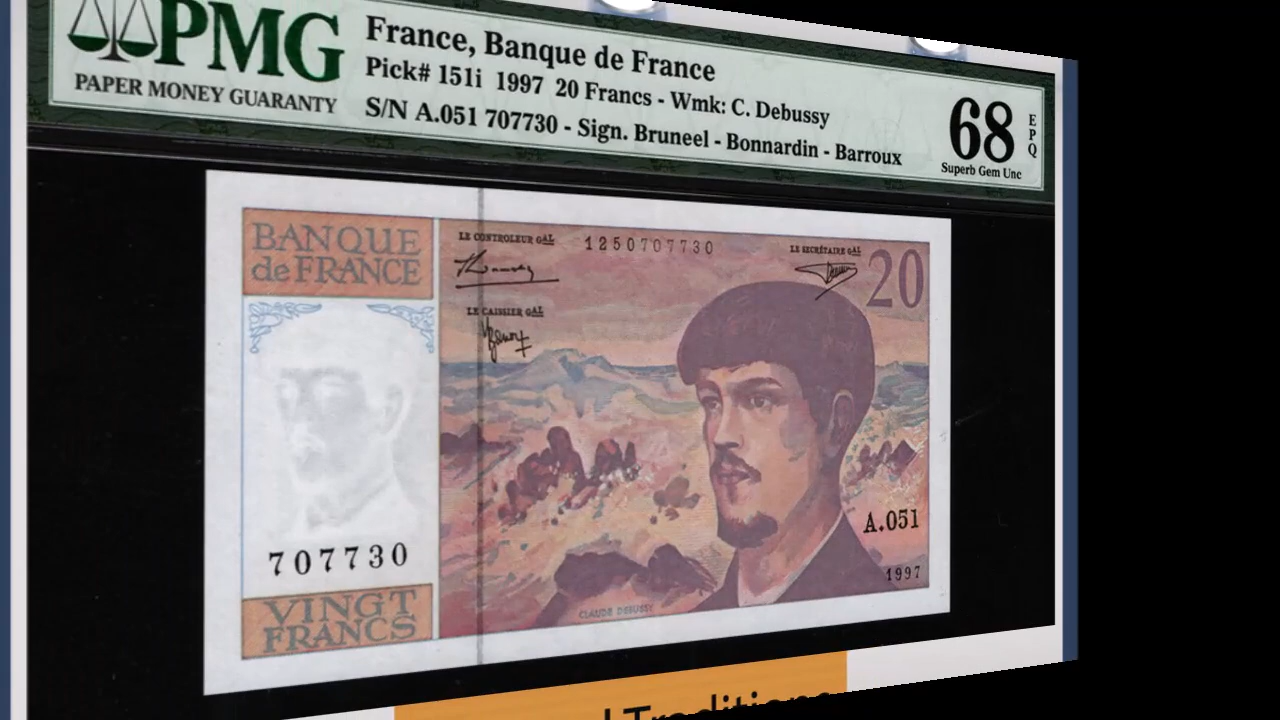 PMG
PAPER MONEY GUARANTY
France, Banque de France
Pick# 151i 1997 20 Francs - Wmk: C. Debussy
S/N A.051 707730 - Sign. Bruneel - Bonnardin - Barroux
68
EPQ
Superb Gem Unc
BANQUE
de FRANCE
LE CONTROLEUR GAL
1250707730
LE SECRÉTAIRE GAL
20
LE CAISSIER GAL
707730
A.051
1997
VINGT
FRANCS
CLAUDE DEBUSSY